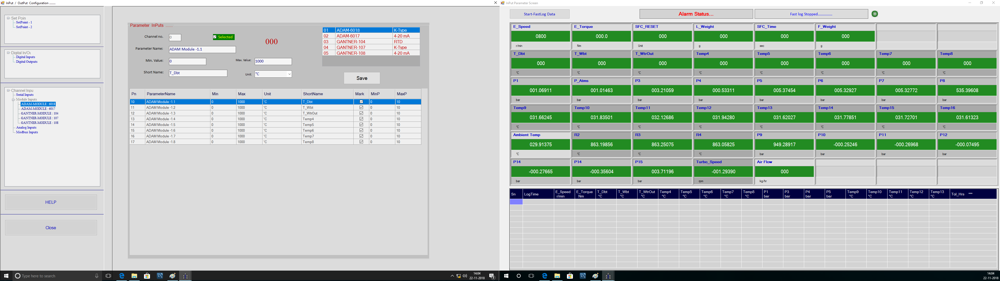 InPut / OutPut Configuration ........
Set Poin
SetPoint - 1
SetPoint - 2
Digital In/Ou
Digital Inputs
Digital Outputs
Channel Inpu
Serial Inputs
Module Inputs
ADAM-MODULE : 6018
ADAM-MODULE : 6017
GANTNER-MODULE : 104
GANTNER-MODULE : 107
GANTNER-MODULE : 108
Analog Inputs
Modbus Inputs
HELP
Close
Parameter InPuts .......
Channel no. 0 Selected 000
Parameter Name: ADAM Module -1.1
Min. Value: 0 Max. Value: 1000
Short Name: T_Dbt Unit: °C
01 ADAM-6018 K-Type
02 ADAM-6017 4-20 mA
03 GANTNER-104 RTD
04 GANTNER-107 K-Type
05 GANTNER-108 4-20 mA
Save
Pn ParameterName Min Max Unit ShortName Mark MinP MaxP
10 ADAM Module -1.1 0 1000 °C T_Dbt 0 10
11 ADAM Module -1.2 0 1000 °C T_Wbt 0 10
12 ADAM Module -1.3 0 1000 °C T_WtrOut 0 10
13 ADAM Module -1.4 0 1000 °C Temp4 0 10
14 ADAM Module -1.5 0 1000 °C Temp5 0 10
15 ADAM Module -1.6 0 1000 °C Temp6 0 10
16 ADAM Module -1.7 0 1000 °C Temp7 0 10
17 ADAM Module -1.8 0 1000 °C Temp8 0 10
Type here to search
14:04
22-11-2018
3
InPut Parameter Screen
Start-FastLog Data Alarm Status... Fast log Stopped..............
E_Speed E_Torque SFC_RESET L_Weight SFC_Time F_Weight
0800 000.0 000 000 000 000
r/min Nm Unit g sec g
T_Dbt T_Wbt T_WtrOut Temp4 Temp5 Temp6 Temp7 Temp8
000 000 000 000 000 000 000 000
°C °C °C °C °C °C °C °C
P1 P_Atms P3 P4 P5 P6 P7 P8
001.06911 001.01463 003.21059 000.53311 005.37454 005.32927 005.32772 535.39608
bar bar bar bar bar bar bar bar
Temp9 Temp10 Temp11 Temp12 Temp13 Temp14 Temp15 Temp16
031.66245 031.83501 032.12686 031.94280 031.62027 031.77851 031.72701 031.61323
°C °C °C °C °C °C °C °C
Ambient Temp R2 R3 R4 P9 P10 P11 P12
029.91375 863.19856 863.25075 863.05825 949.28917 -000.25246 -000.26968 -000.07495
°C °C °C °C bar bar bar bar
P14 P14 P15 Turbo_Speed Air Flow
-000.27665 -000.35604 003.71196 -001.29390 000
bar bar bar rpm kg/hr
Sn LogTime E_Speed E_Torque T_Dbt T_Wbt T_WtrOut Temp4 Temp5 Temp6 Temp7 Temp8 P1 P3 P4 P5 Temp9 Temp10 Temp11 Temp12 Temp13 Tol_Hrs ***
r/min Nm °C °C °C °C °C °C °C °C bar bar bar bar °C °C °C °C °C
14:04
22-11-2018